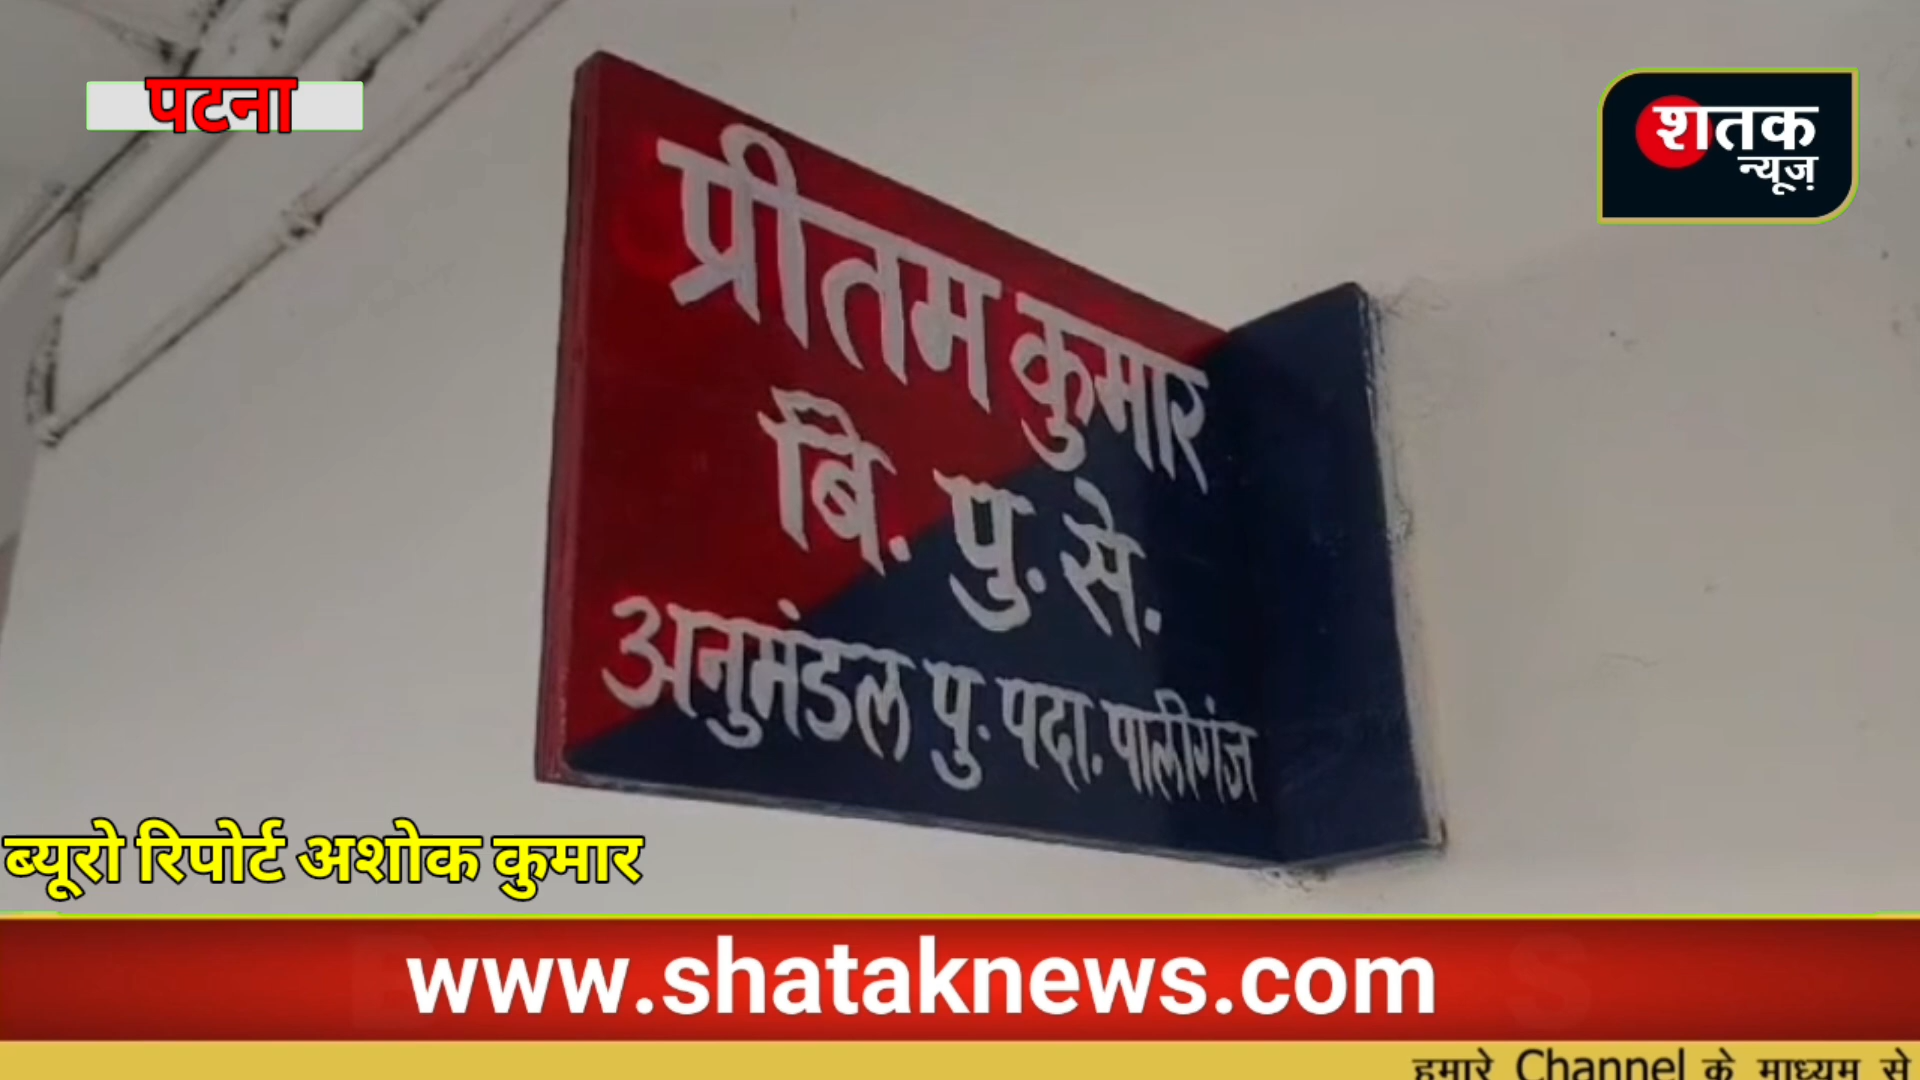 पटना
शतक
न्यूज़
प्रीतम कुमार
बि. पु. से.
अनुमंडल पु. पदा. पालीगंज
ब्यूरो रिपोर्ट अशोक कुमार
www.shataknews.com
हमारे Channel के माध्यम से